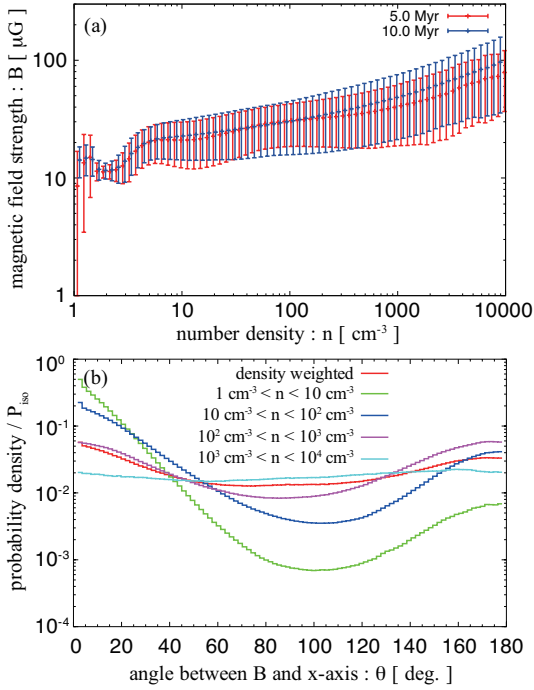 (a)
5.0 Myr
10.0 Myr
magnetic field strength : B [ μG ]
100
10
1
1 10 100 1000 10000
number density : n [ cm⁻³ ]
(b)
density weighted
1 cm⁻³ < n < 10 cm⁻³
10 cm⁻³ < n < 10² cm⁻³
10² cm⁻³ < n < 10³ cm⁻³
10³ cm⁻³ < n < 10⁴ cm⁻³
probability density / P_iso
10⁰
10⁻¹
10⁻²
10⁻³
10⁻⁴
0 20 40 60 80 100 120 140 160 180
angle between B and x-axis : θ [ deg. ]